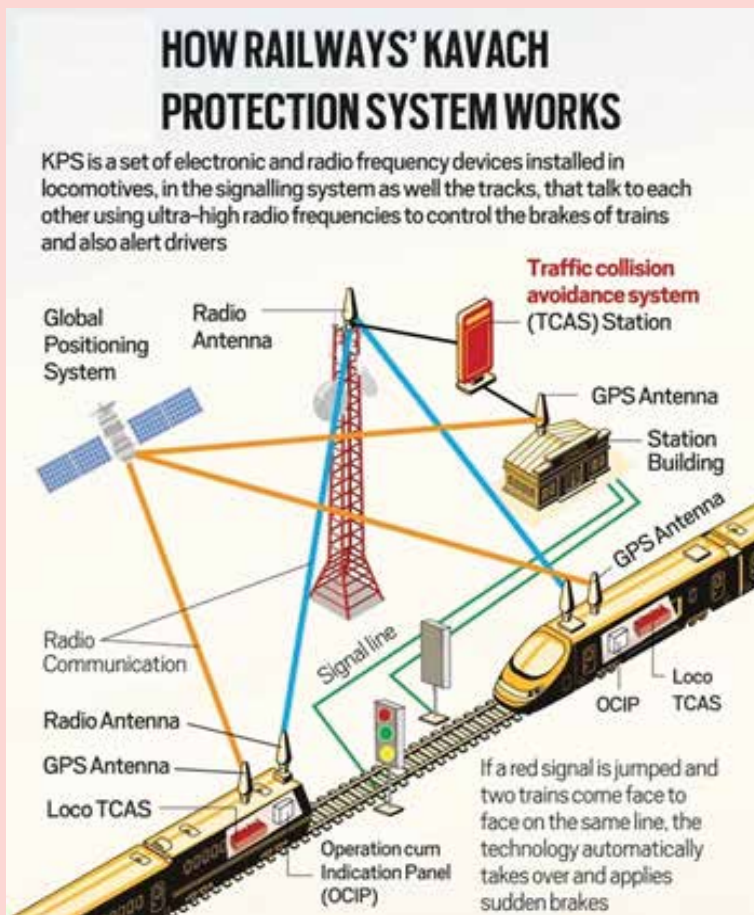 HOW RAILWAYS' KAVACH
PROTECTION SYSTEM WORKS
KPS is a set of electronic and radio frequency devices installed in
locomotives, in the signalling system as well the tracks, that talk to each
other using ultra-high radio frequencies to control the brakes of trains
and also alert drivers
Traffic collision
avoidance system
(TCAS) Station
Radio
Antenna
Global
Positioning
System
GPS Antenna
Station
Building
GPS Antenna
Radio
Communication
Signal line
Loco
TCAS
OCIP
Radio Antenna
GPS Antenna
Loco TCAS
Operation cum
Indication Panel
(OCIP)
If a red signal is jumped and
two trains come face to
face on the same line, the
technology automatically
takes over and applies
sudden brakes